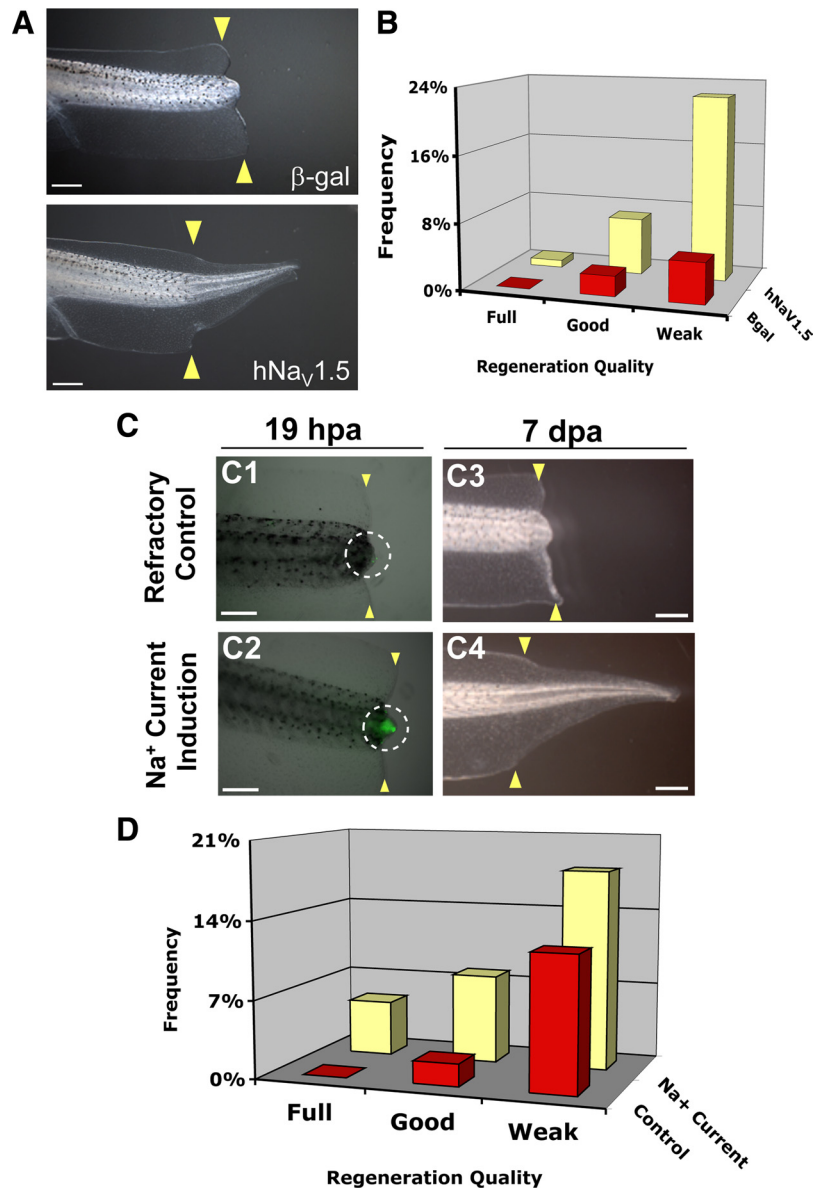 A
β-gal
hNaV1.5
B
24%
16%
8%
0%
Frequency
Full
Good
Weak
hNaV1.5
Bgal
Regeneration Quality
C
19 hpa
7 dpa
Refractory
Control
C1
C3
Na⁺ Current
Induction
C2
C4
D
21%
14%
7%
0%
Frequency
Full
Good
Weak
Na+ Current
Control
Regeneration Quality